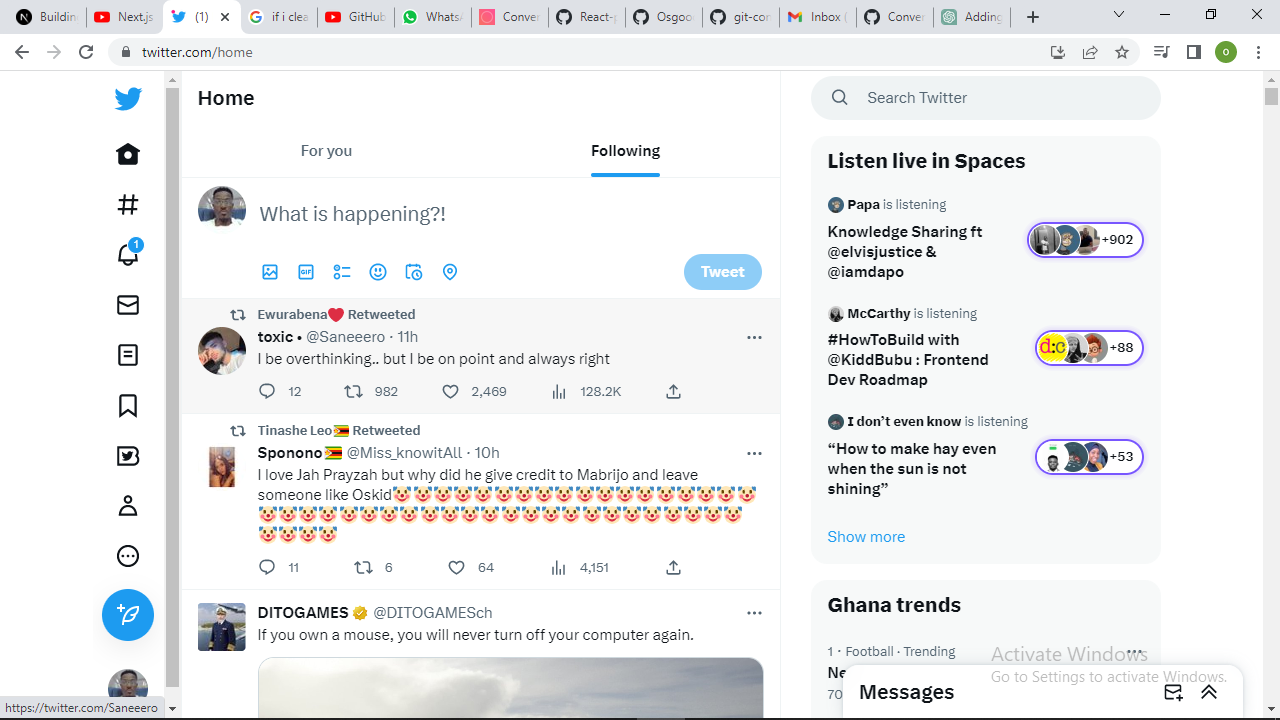 Building
Next.js
(1)
if i clea
GitHub
WhatsA
Conver
React-p
Osgoo
git-con
Inbox (
Conver
Adding
twitter.com/home
o
Home
For you
Following
What is happening?!
GIF
Tweet
1
Ewurabena❤️ Retweeted
toxic • @Saneeero · 11h
I be overthinking.. but I be on point and always right
12 982 2,469 128.2K
Tinashe Leo🇿🇼 Retweeted
Sponono🇿🇼 @Miss_knowitAll · 10h
I love Jah Prayzah but why did he give credit to Mabrijo and leave
someone like Oskid🤡🤡🤡🤡🤡🤡🤡🤡🤡🤡🤡🤡🤡🤡🤡🤡🤡🤡
🤡🤡🤡🤡🤡🤡🤡🤡🤡🤡🤡🤡🤡🤡🤡🤡🤡🤡🤡🤡🤡🤡🤡🤡
🤡🤡🤡🤡
11 6 64 4,151
DITOGAMES @DITOGAMESch
If you own a mouse, you will never turn off your computer again.
Search Twitter
Listen live in Spaces
Papa is listening
Knowledge Sharing ft
@elvisjustice &
@iamdapo
+902
McCarthy is listening
#HowToBuild with
@KiddBubu : Frontend
Dev Roadmap
d:c
+88
I don’t even know is listening
“How to make hay even
when the sun is not
shining”
+53
Show more
Ghana trends
1 · Football · Trending
Ne
70
Activate Windows
Go to Settings to activate Windows.
Messages
https://twitter.com/Saneeero